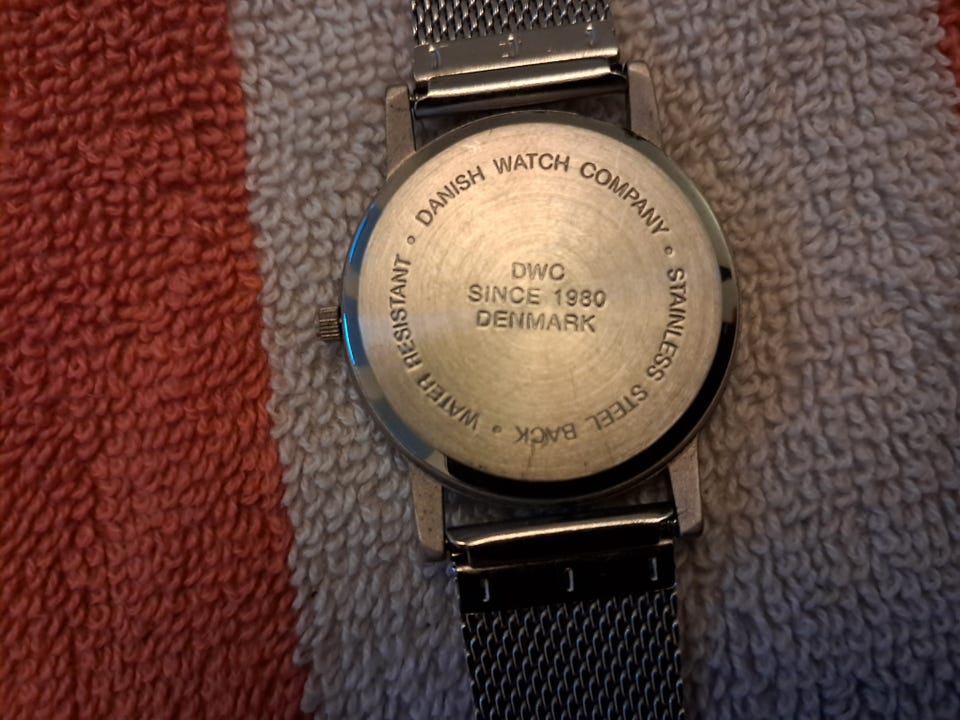 DANISH WATCH COMPANY • STAINLESS STEEL BACK • WATER RESISTANT •
DWC
SINCE 1980
DENMARK